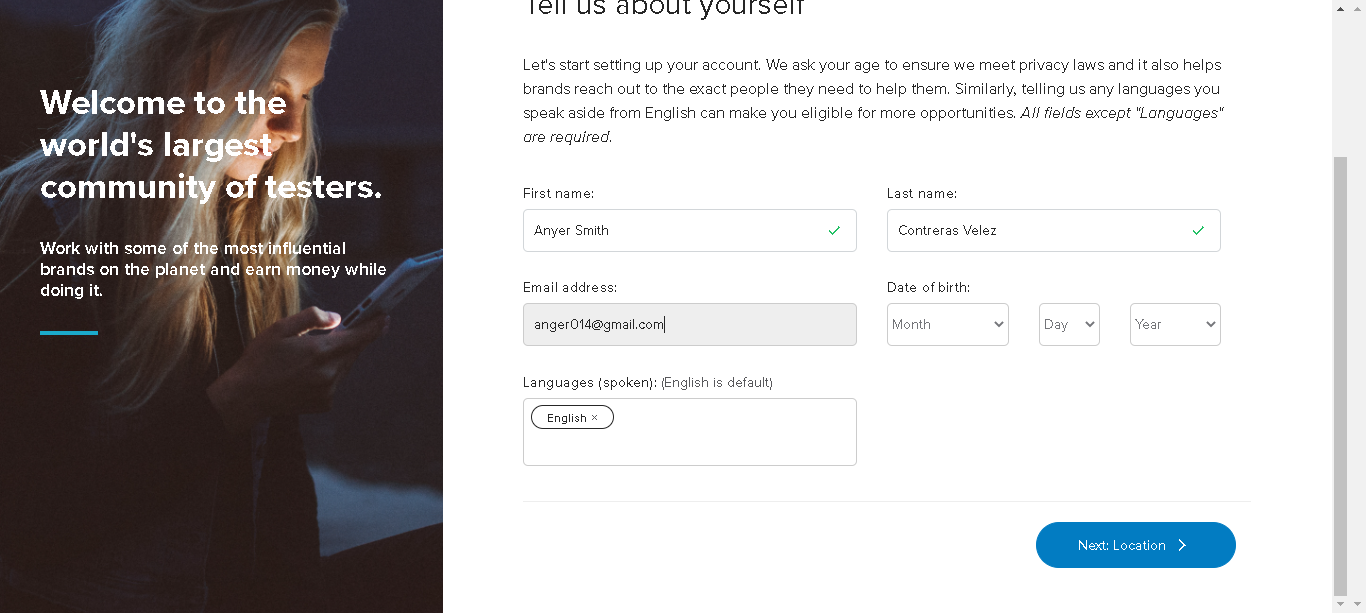 Tell us about yourself
Welcome to the
world's largest
community of testers.
Work with some of the most influential
brands on the planet and earn money while
doing it.
Let's start setting up your account. We ask your age to ensure we meet privacy laws and it also helps
brands reach out to the exact people they need to help them. Similarly, telling us any languages you
speak aside from English can make you eligible for more opportunities. All fields except "Languages"
are required.
First name:
Last name:
Anyer Smith
Contreras Velez
Email address:
Date of birth:
anger014@gmail.com
Month
Day
Year
Languages (spoken): (English is default)
English ×
Next: Location